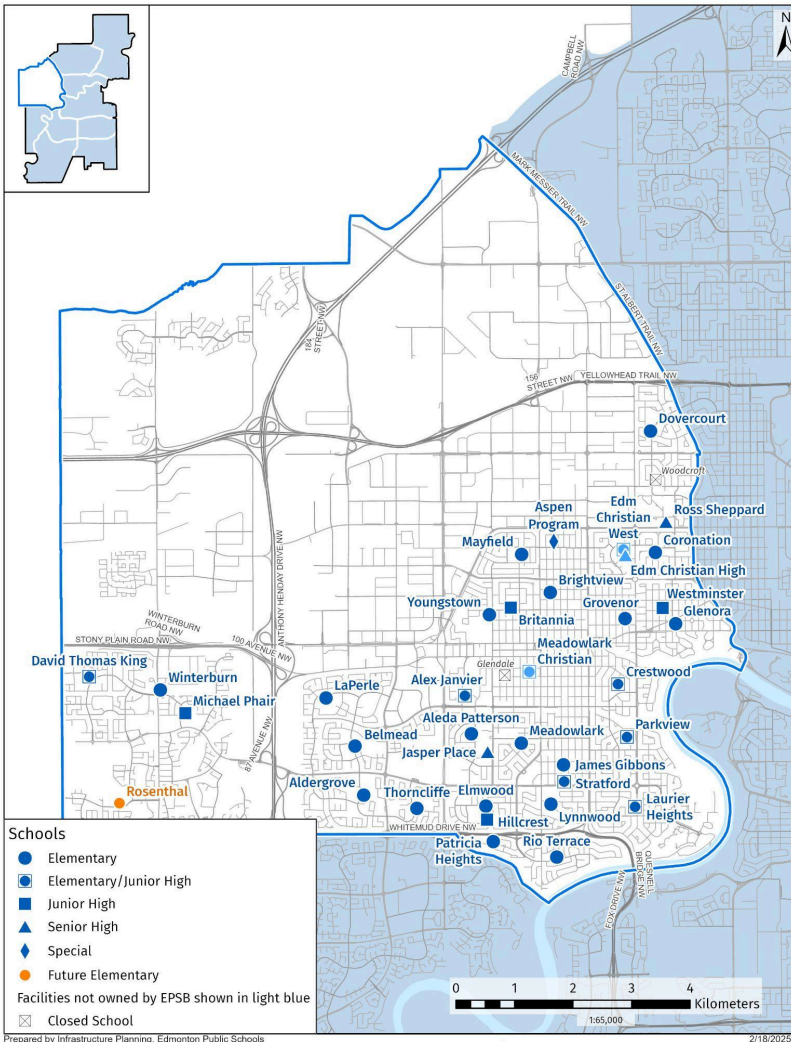 N
CAMPBELL
ROAD NW
MARK MESSIER TRAIL NW
ST ALBERT TRAIL NW
184
STREET NW
156
STREET NW
YELLOWHEAD TRAIL NW
Dovercourt
Woodcroft
Aspen
Program
Edm
Christian
West
Ross Sheppard
Mayfield
Coronation
Edm Christian High
ANTHONY HENDAY DRIVE NW
Brightview
Youngstown
Britannia
Grovenor
Westminster
Glenora
WINTERBURN
ROAD NW
STONY PLAIN ROAD NW
100 AVENUE NW
Meadowlark
Christian
Glendale
David Thomas King
Winterburn
Michael Phair
LaPerle
Alex Janvier
Crestwood
Aleda Patterson
Meadowlark
Parkview
Belmead
Jasper Place
87 AVENUE NW
James Gibbons
Stratford
Rosenthal
Aldergrove
Thorncliffe
Elmwood
Lynnwood
Laurier
Heights
Hillcrest
WHITEMUD DRIVE NW
Patricia
Heights
Rio Terrace
QUESNELL
BRIDGE NW
FOX DRIVE NW
Schools
Elementary
Elementary/Junior High
Junior High
Senior High
Special
Future Elementary
Facilities not owned by EPSB shown in light blue
Closed School
0 1 2 3 4
Kilometers
1:65,000
Prepared by Infrastructure Planning, Edmonton Public Schools
2/18/2025